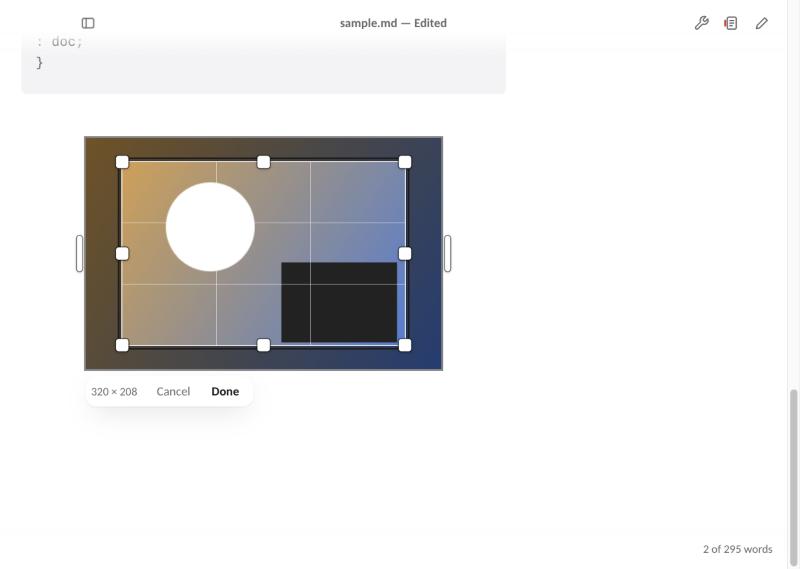 sample.md — Edited
: doc;
}
320 × 208 Cancel Done
2 of 295 words